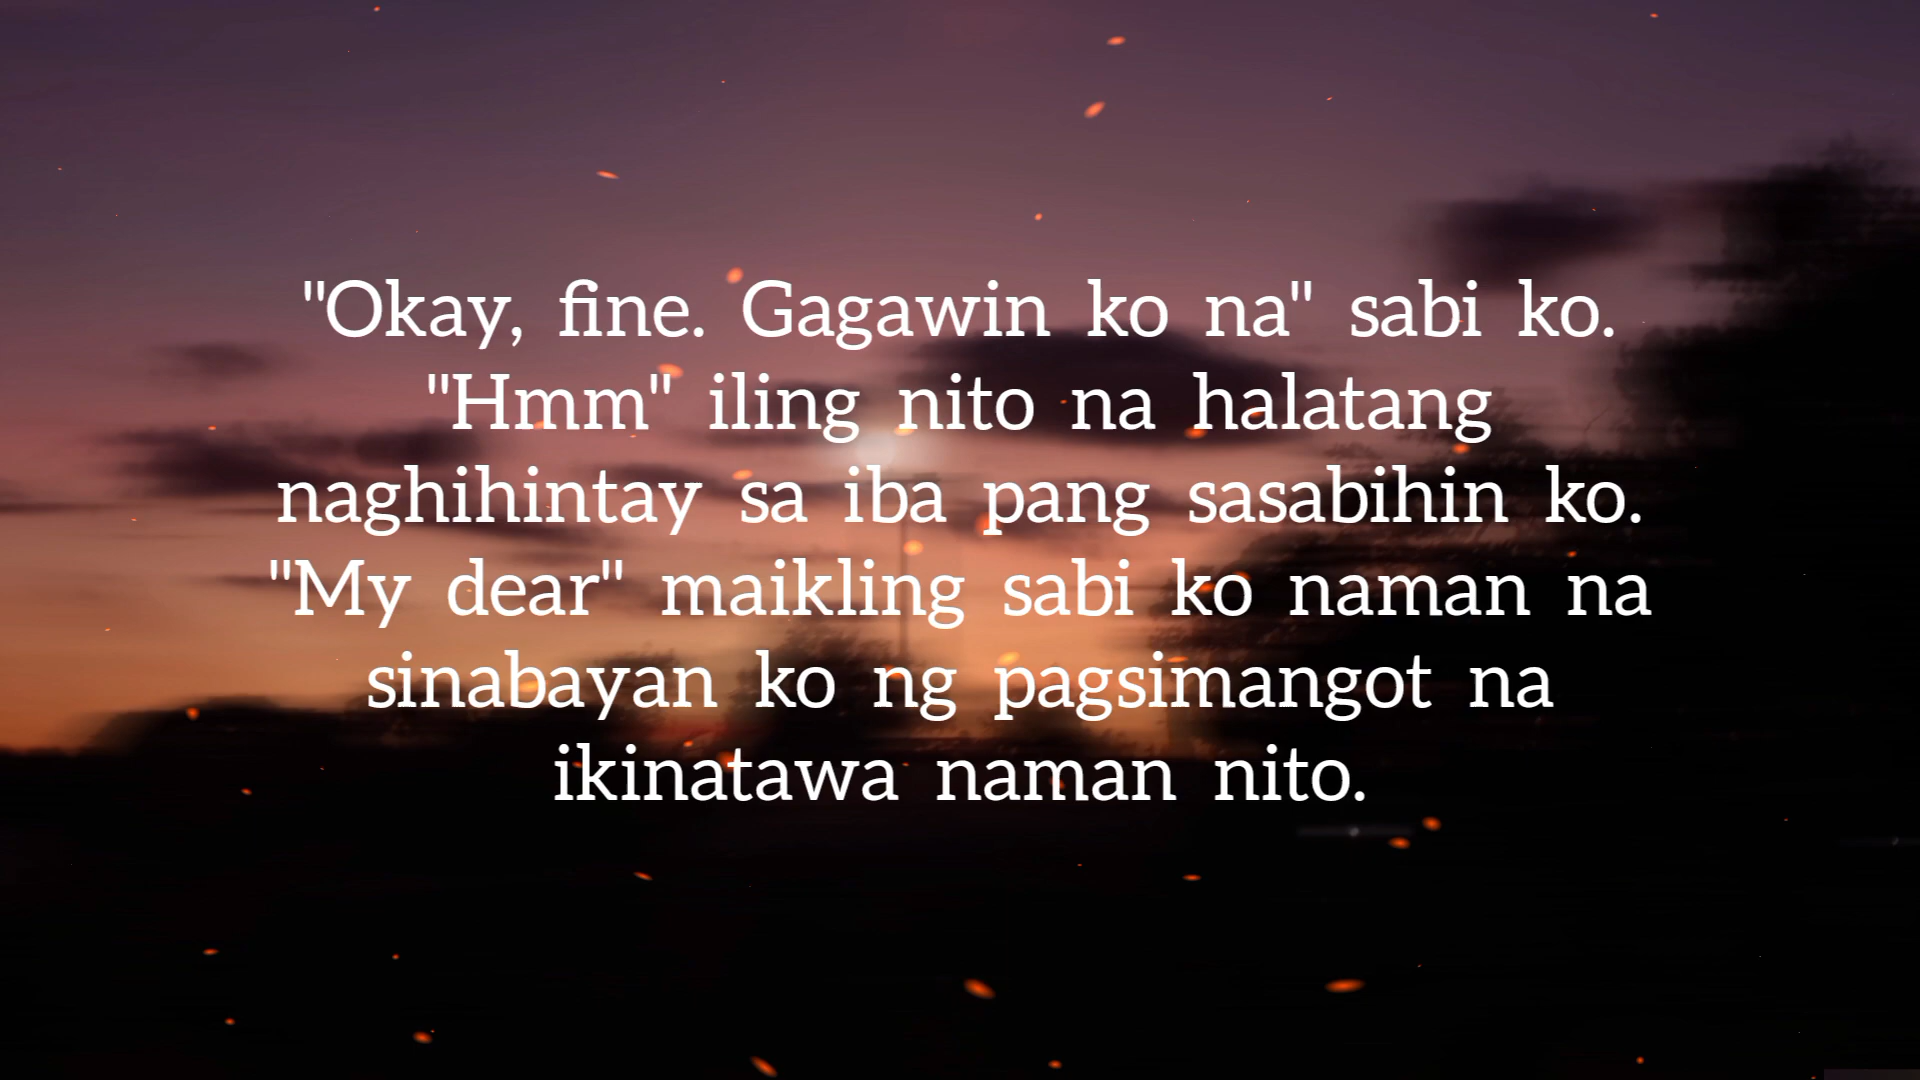 "Okay, fine. Gagawin ko na" sabi ko.
"Hmm" iling nito na halatang
naghihintay sa iba pang sasabihin ko.
"My dear" maikling sabi ko naman na
sinabayan ko ng pagsimangot na
ikinatawa naman nito.